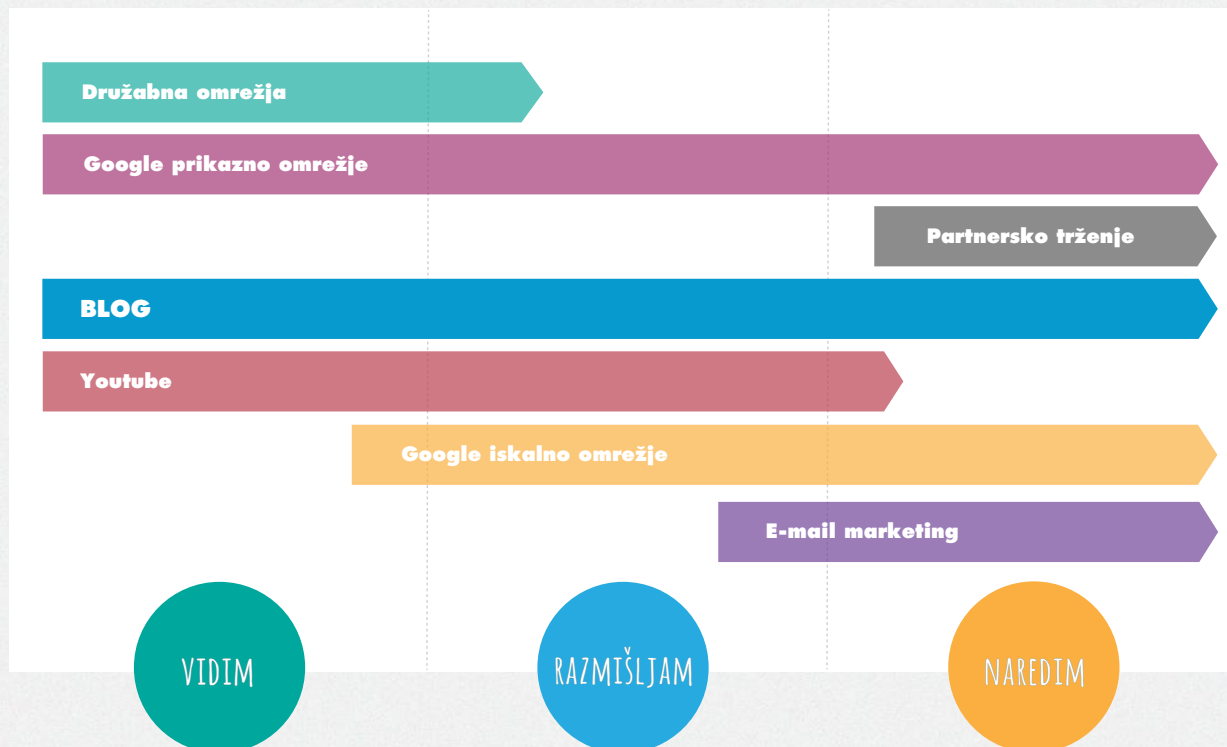 Družabna omrežja
Google prikazno omrežje
Partnersko trženje
BLOG
Youtube
Google iskalno omrežje
E-mail marketing
VIDIM
RAZMIŠLJAM
NAREDIM